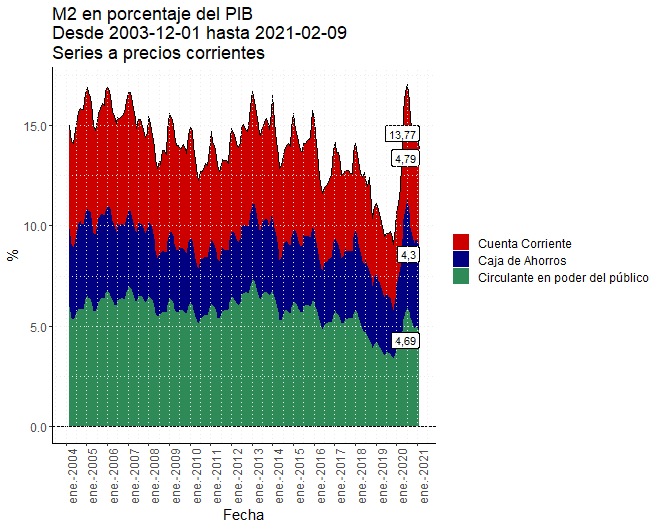 M2 en porcentaje del PIB
Desde 2003-12-01 hasta 2021-02-09
Series a precios corrientes
%
15.0
10.0
5.0
0.0
13,77
4,79
4,3
4,69
ene.-2004
ene.-2005
ene.-2006
ene.-2007
ene.-2008
ene.-2009
ene.-2010
ene.-2011
ene.-2012
ene.-2013
ene.-2014
ene.-2015
ene.-2016
ene.-2017
ene.-2018
ene.-2019
ene.-2020
ene.-2021
Fecha
Cuenta Corriente
Caja de Ahorros
Circulante en poder del público